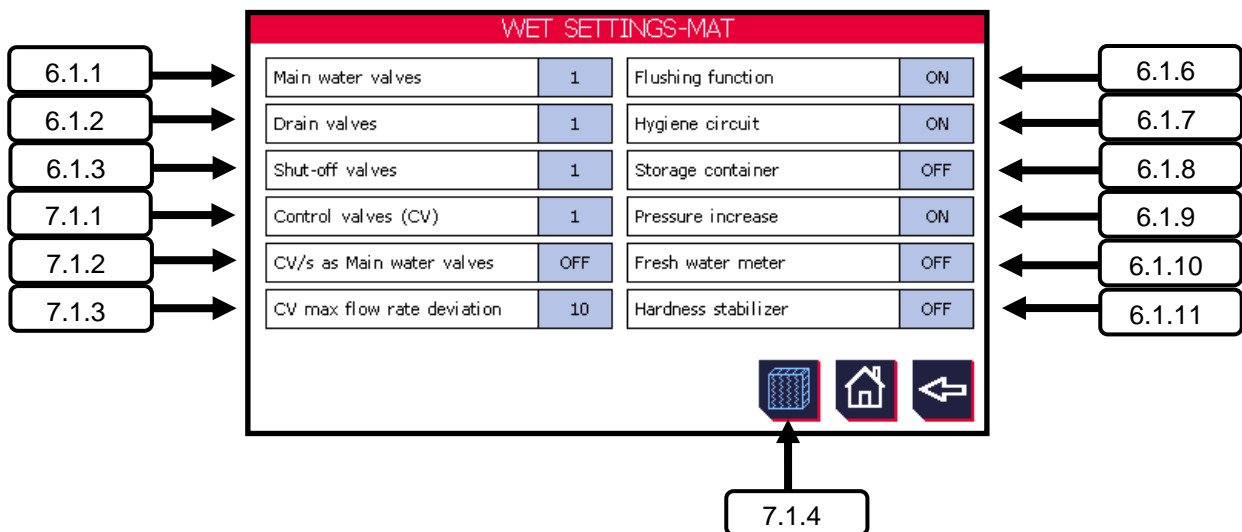 WET SETTINGS-MAT
6.1.1 Main water valves 1 Flushing function ON 6.1.6
6.1.2 Drain valves 1 Hygiene circuit ON 6.1.7
6.1.3 Shut-off valves 1 Storage container OFF 6.1.8
7.1.1 Control valves (CV) 1 Pressure increase ON 6.1.9
7.1.2 CV/s as Main water valves OFF Fresh water meter OFF 6.1.10
7.1.3 CV max flow rate deviation 10 Hardness stabilizer OFF 6.1.11
7.1.4